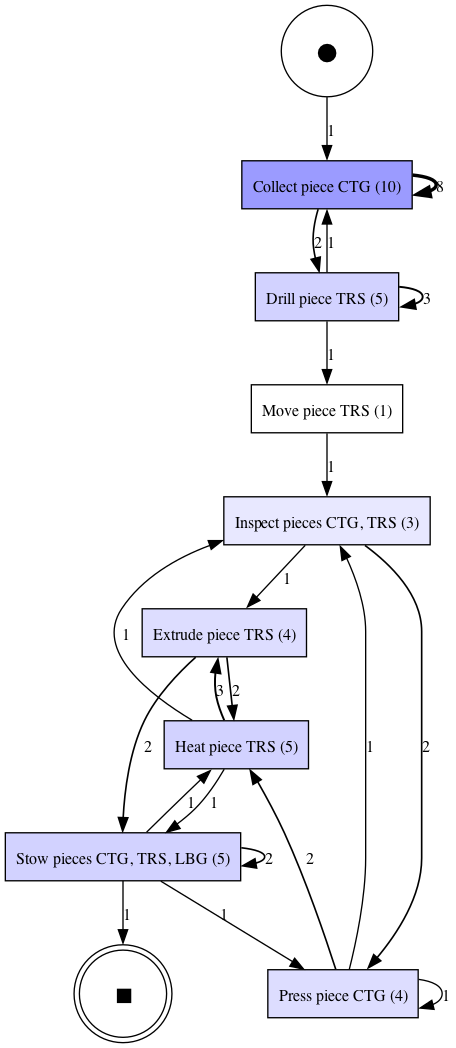 1
Collect piece CTG (10)
8
2
1
Drill piece TRS (5)
3
1
Move piece TRS (1)
1
Inspect pieces CTG, TRS (3)
1
Extrude piece TRS (4)
1
3
2
Heat piece TRS (5)
2
1
2
1
1
Stow pieces CTG, TRS, LBG (5)
2
2
1
1
Press piece CTG (4)
1